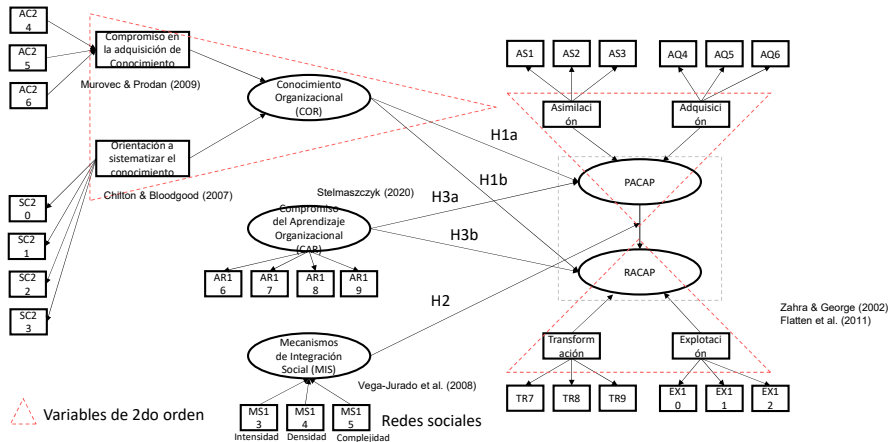 AC2
4
AC2
5
AC2
6
Compromiso en
la adquisición de
Conocimiento
Murovec & Prodan (2009)
Orientación a
sistematizar el
conocimiento
Chilton & Bloodgood (2007)
SC2
0
SC2
1
SC2
2
SC2
3
Conocimiento
Organizacional
(COR)
Stelmaszczyk (2020)
Compromiso
del Aprendizaje
Organizacional
(CAR)
AR1
6
AR1
7
AR1
8
AR1
9
Mecanismos
de Integración
Social (MIS)
Vega-Jurado et al. (2008)
MS1
3
MS1
4
MS1
5
Intensidad
Densidad
Complejidad
Redes sociales
H1a
H1b
H3a
H3b
H2
AS1
AS2
AS3
AQ4
AQ5
AQ6
Asimilac
ión
Adquisici
ón
PACAP
RACAP
Zahra & George (2002)
Flatten et al. (2011)
Transform
ación
Explotaci
ón
TR7
TR8
TR9
EX1
0
EX1
1
EX1
2
Variables de 2do orden